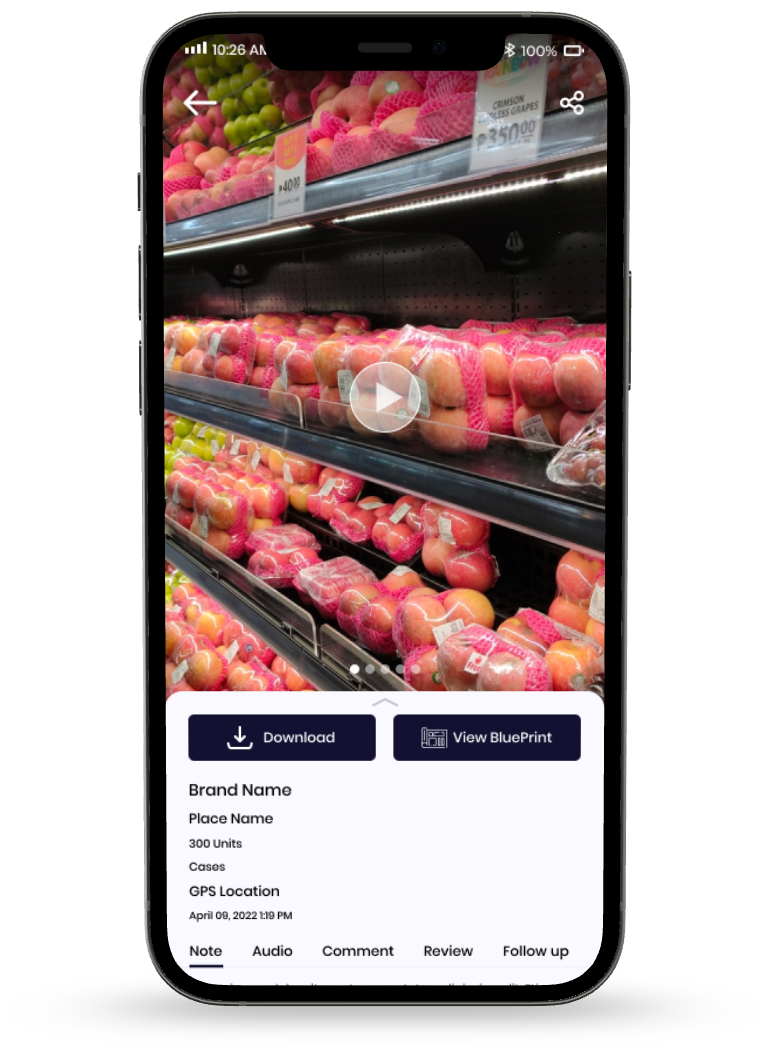 10:26 AM
100%
CRIMSON
SEEDLESS GRAPES
₱350.00
₱40.00
Download
View BluePrint
Brand Name
Place Name
300 Units
Cases
GPS Location
April 09, 2022 1:19 PM
Note Audio Comment Review Follow up